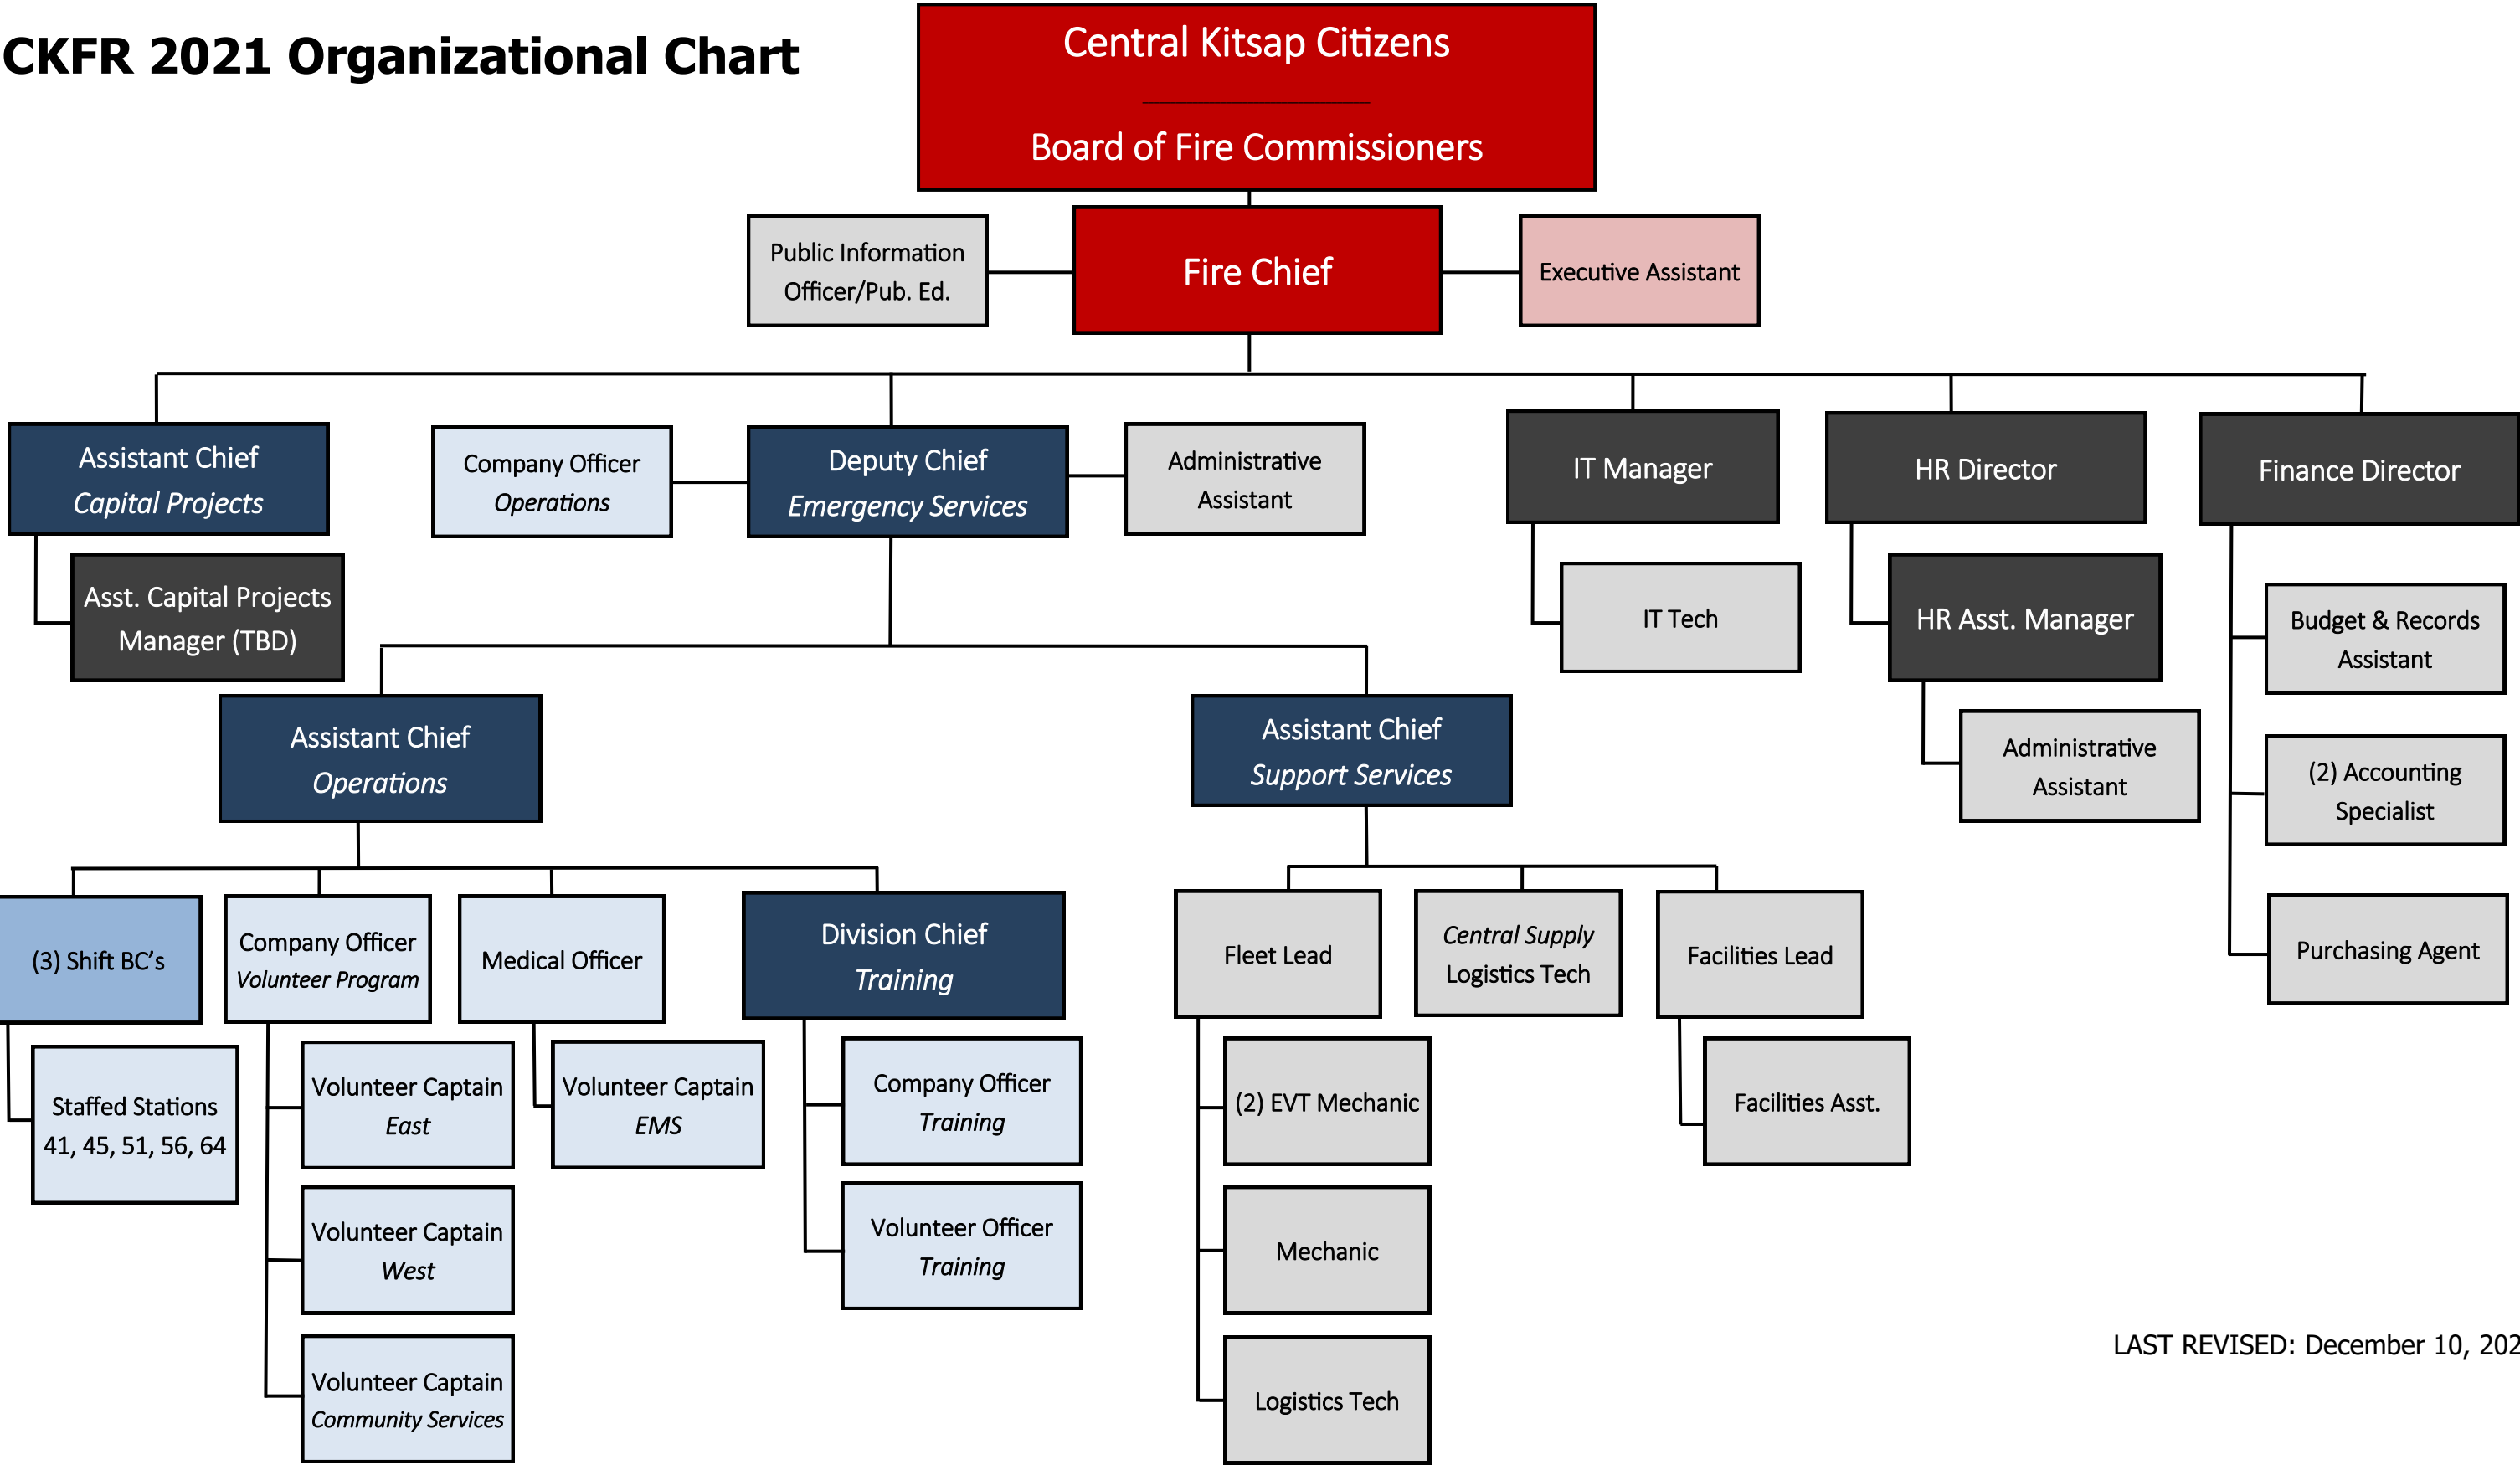 CKFR 2021 Organizational Chart
Central Kitsap Citizens
Board of Fire Commissioners
Public Information
Officer/Pub. Ed.
Fire Chief
Executive Assistant
Assistant Chief
Capital Projects
Company Officer
Operations
Deputy Chief
Emergency Services
Administrative
Assistant
IT Manager
HR Director
Finance Director
Asst. Capital Projects
Manager (TBD)
IT Tech
HR Asst. Manager
Budget & Records
Assistant
Assistant Chief
Operations
Assistant Chief
Support Services
Administrative
Assistant
(2) Accounting
Specialist
(3) Shift BC’s
Company Officer
Volunteer Program
Medical Officer
Division Chief
Training
Fleet Lead
Central Supply
Logistics Tech
Facilities Lead
Purchasing Agent
Staffed Stations
41, 45, 51, 56, 64
Volunteer Captain
East
Volunteer Captain
EMS
Company Officer
Training
(2) EVT Mechanic
Facilities Asst.
Volunteer Captain
West
Volunteer Officer
Training
Mechanic
Volunteer Captain
Community Services
Logistics Tech
LAST REVISED: December 10, 202